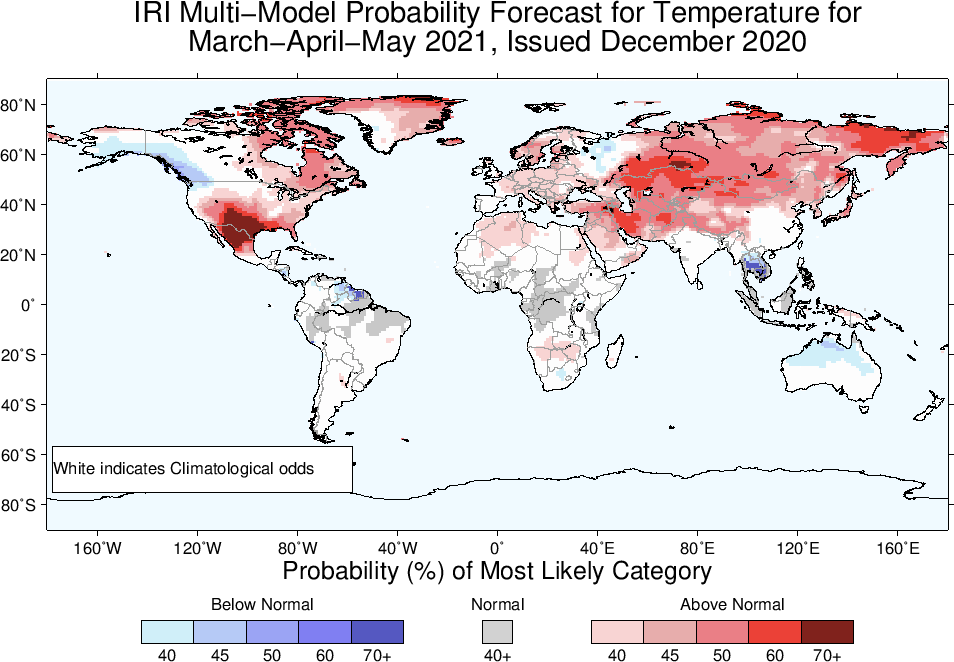 IRI Multi−Model Probability Forecast for Temperature for
March−April−May 2021, Issued December 2020
80˚N
60˚N
40˚N
20˚N
0˚
20˚S
40˚S
60˚S
80˚S
White indicates Climatological odds
160˚W 120˚W 80˚W 40˚W 0˚ 40˚E 80˚E 120˚E 160˚E
Probability (%) of Most Likely Category
Below Normal Normal Above Normal
40 45 50 60 70+ 40+ 40 45 50 60 70+